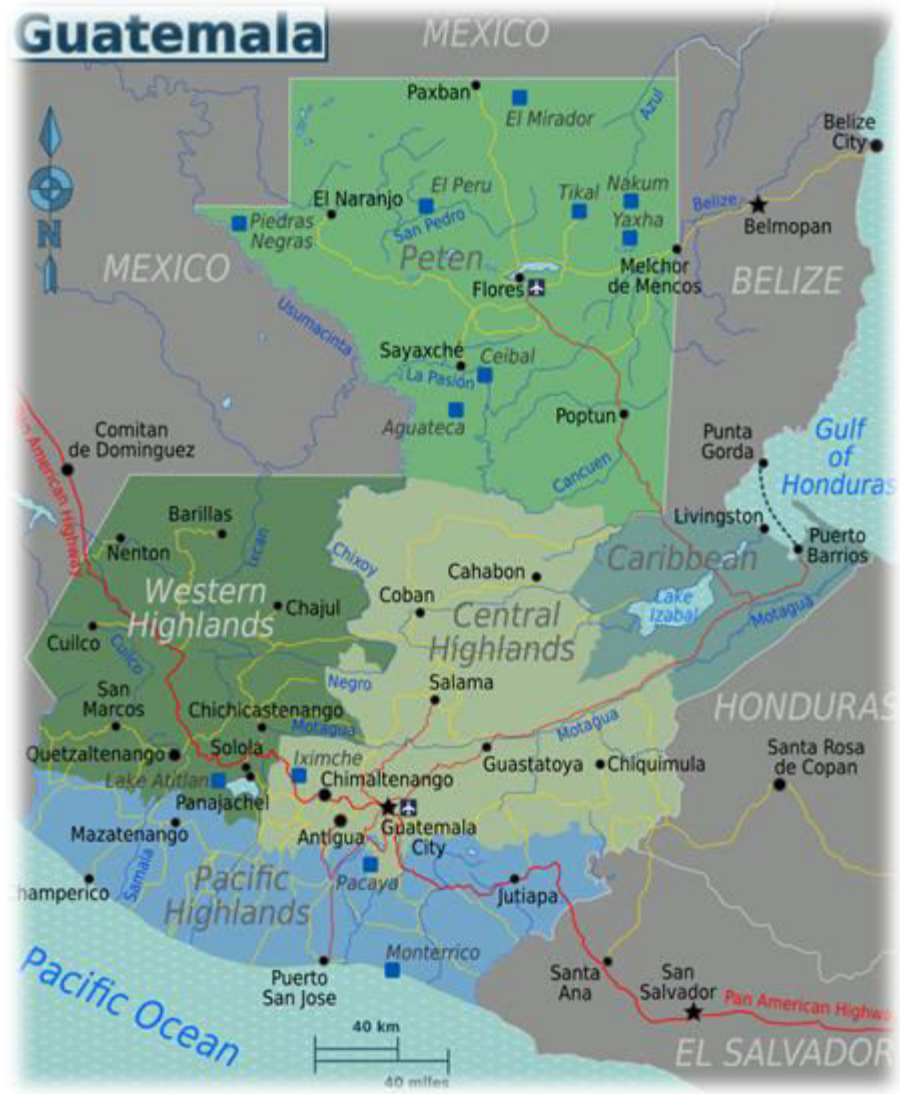 Guatemala
MEXICO
Paxban
El Mirador
Azul
Belize
City
El Peru
Tikal
Nakum
El Naranjo
Belize
Piedras
Negras
San Pedro
Yaxha
Belmopan
Peten
MEXICO
Melchor
de Mencos
BELIZE
Flores
Usumacinta
Sayaxché
Ceibal
La Pasión
Aguateca
Poptun
Comitan
de Dominguez
Punta
Gorda
Gulf
of
Honduras
Pan American Highway
Cancuen
Barillas
Livingston
Nenton
Ixcan
Chixoy
Caribbean
Puerto
Barrios
Cahabon
Western
Highlands
Chajul
Coban
Central
Highlands
Lake
Izabal
Motagua
Cuilco
Cuilco
Negro
Salama
San
Marcos
Chichicastenango
Motagua
Motagua
HONDURAS
Quetzaltenango
Solola
Iximche
Guastatoya
Chiquimula
Santa Rosa
de Copan
Lake Atitlan
Chimaltenango
Panajachel
Mazatenango
Antigua
Guatemala
City
Samala
hamperico
Pacific
Highlands
Pacaya
Jutiapa
Monterrico
Pacific Ocean
Puerto
San Jose
Santa
Ana
San
Salvador
Pan American Highwa
40 km
EL SALVADOR
40 miles